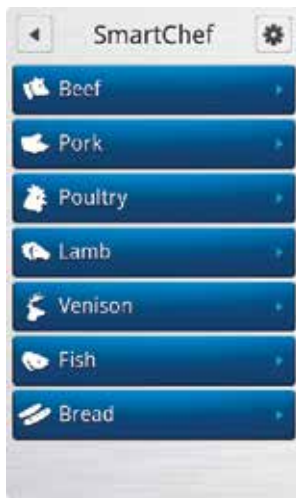 SmartChef
Beef
Pork
Poultry
Lamb
Venison
Fish
Bread